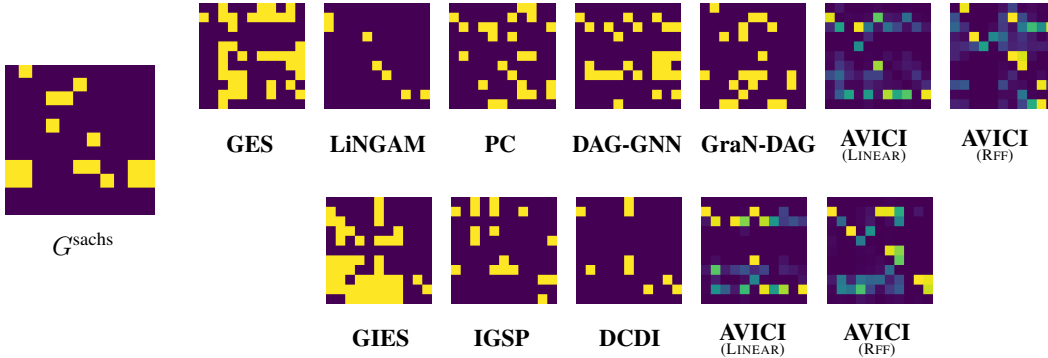 GES LiNGAM PC DAG-GNN GraN-DAG AVICI AVICI
(LINEAR) (RFF)
G^sachs
GIES IGSP DCDI AVICI AVICI
(LINEAR) (RFF)